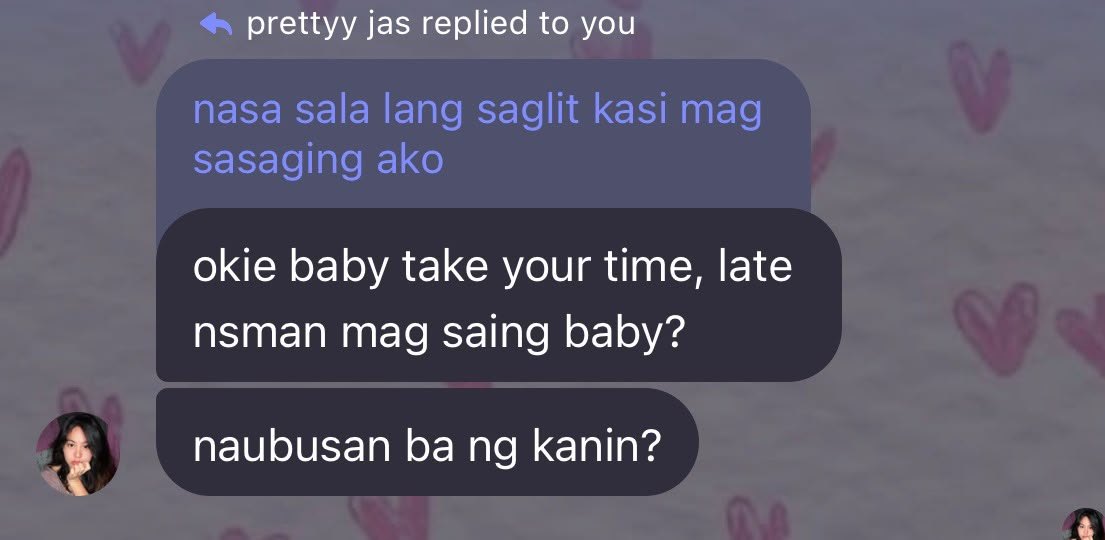 prettyy jas replied to you
nasa sala lang saglit kasi mag
sasaging ako
okie baby take your time, late
nsman mag saing baby?
naubusan ba ng kanin?